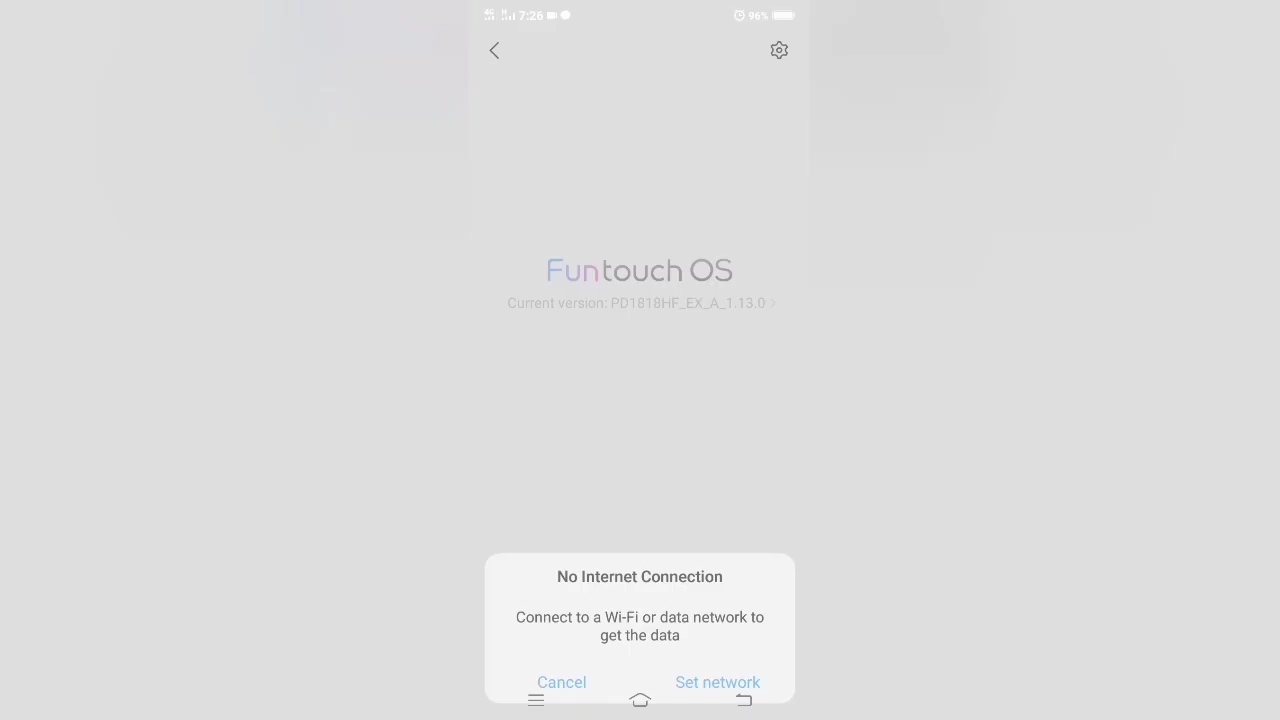 7:26 96%
Funtouch OS
Current version: PD1818HF_EX_A_1.13.0 >
No Internet Connection
Connect to a Wi-Fi or data network to
get the data
Cancel Set network